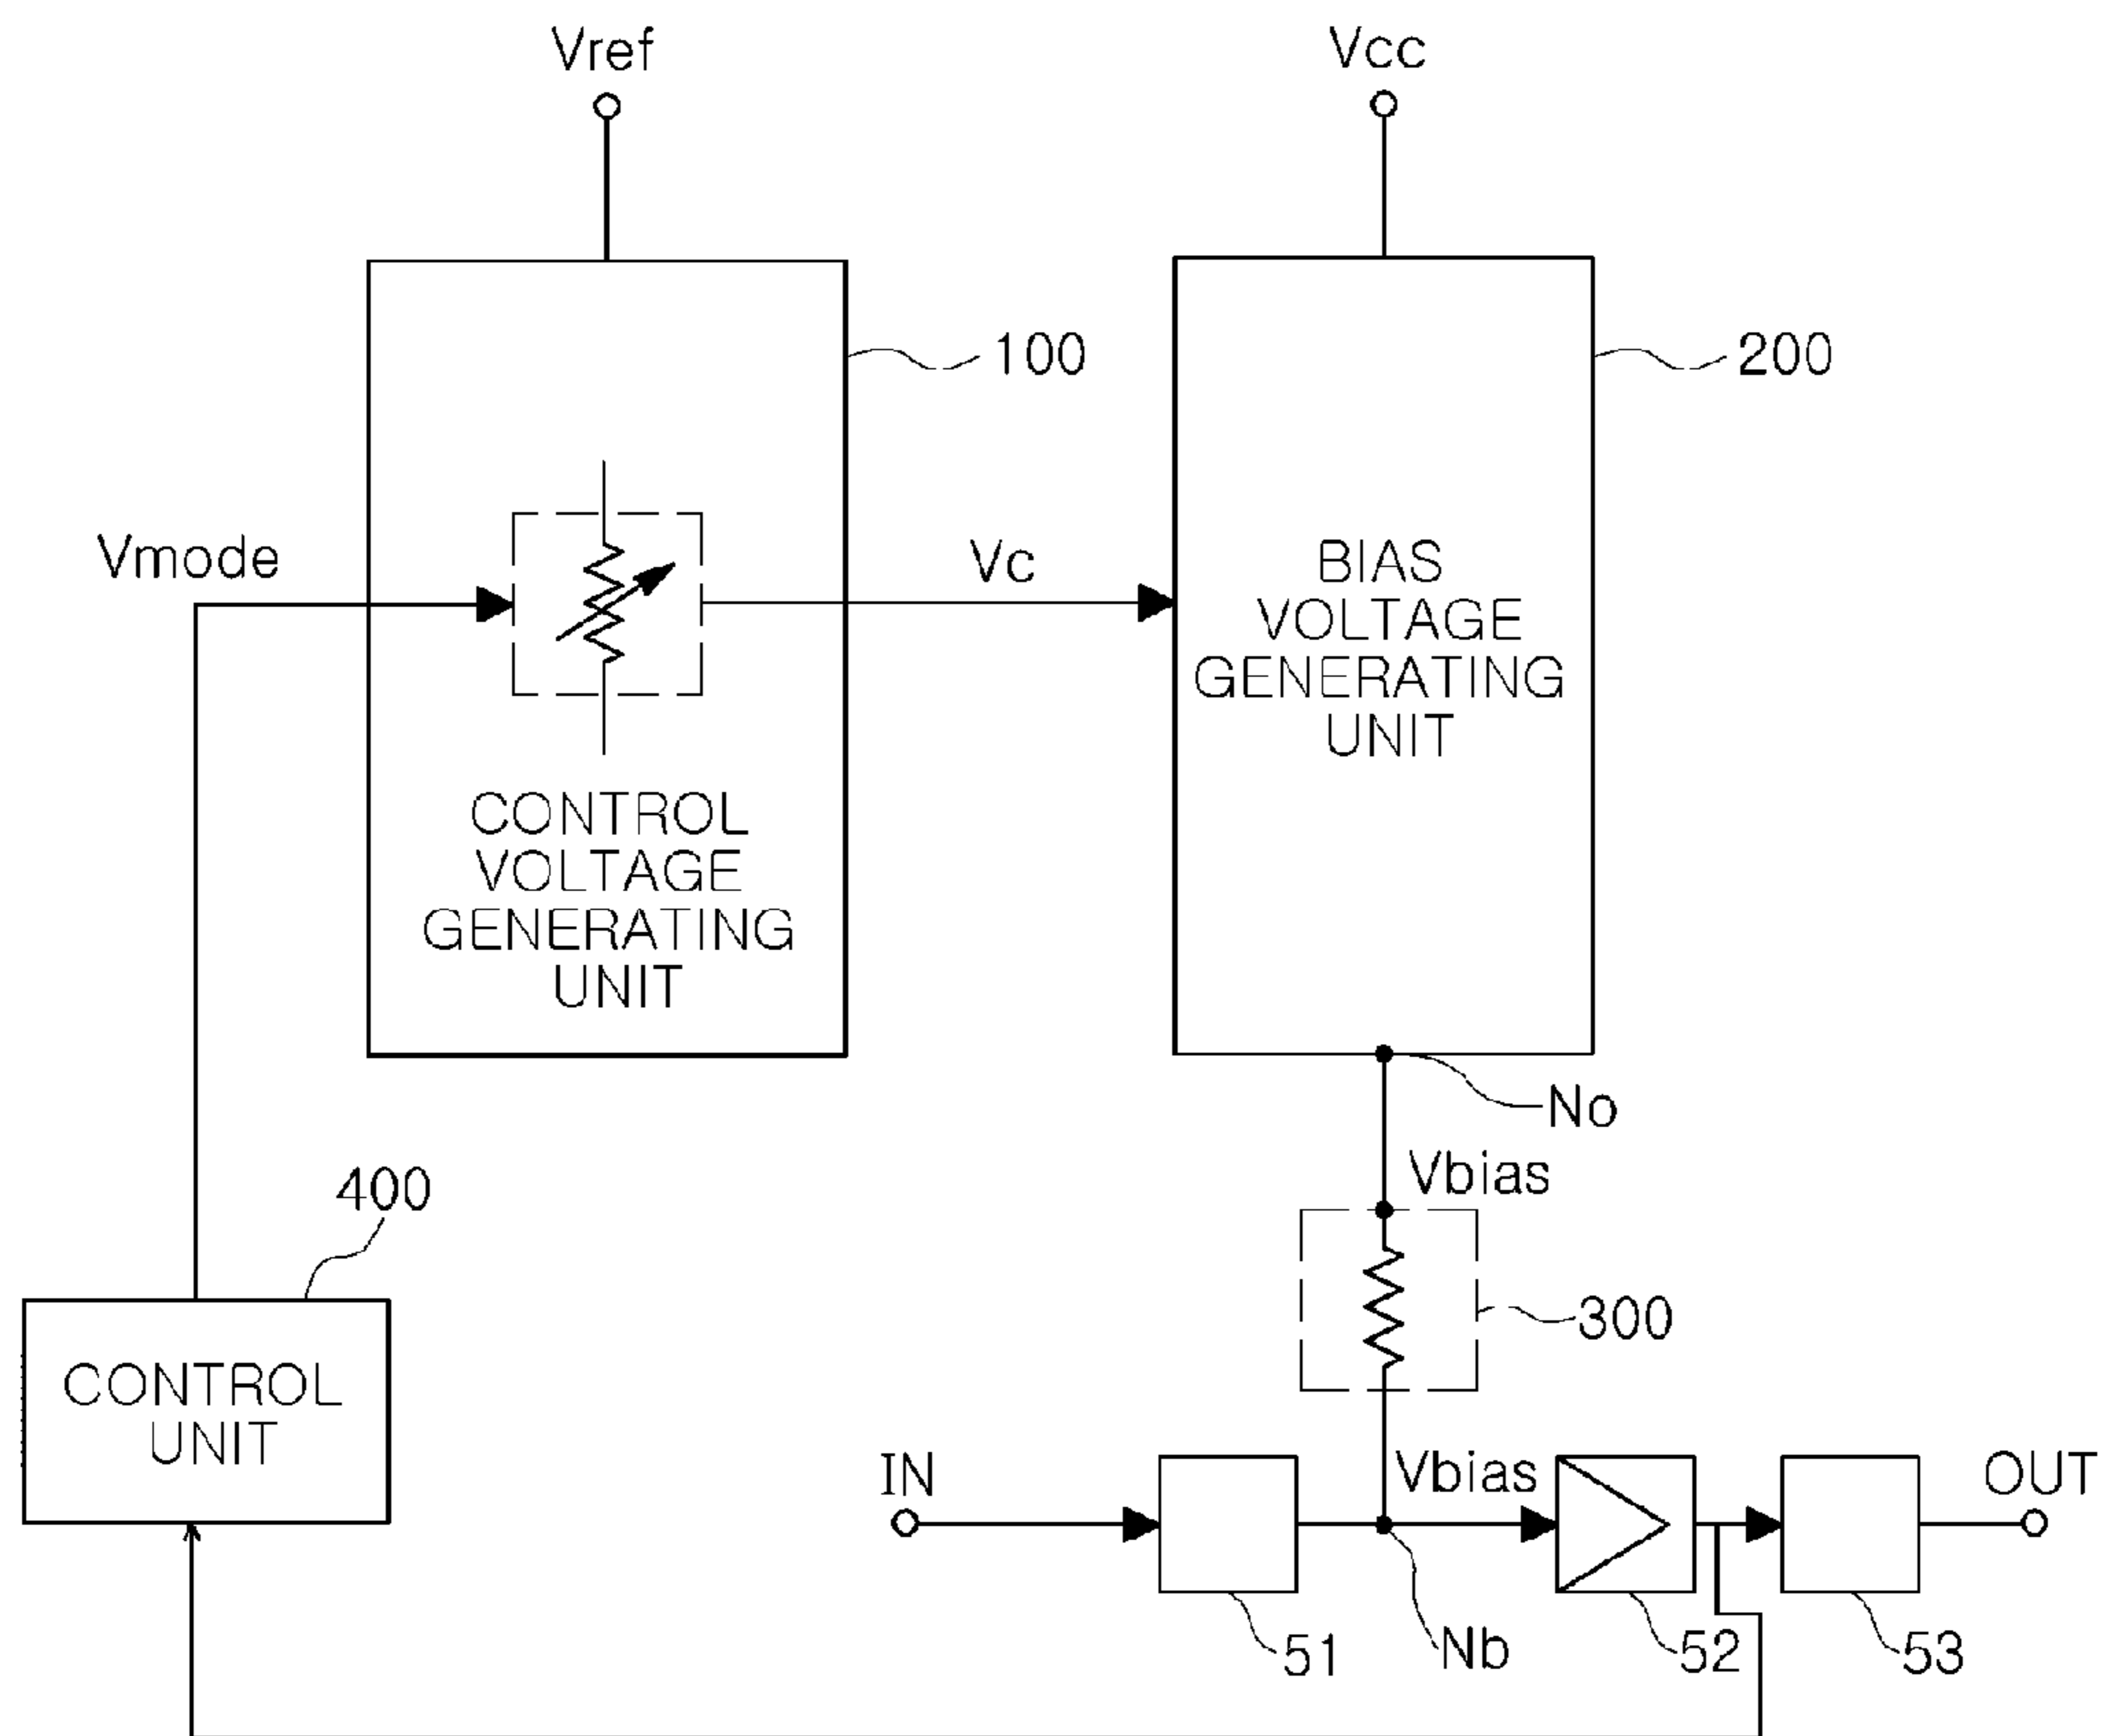 Vref
Vcc
100
200
Vmode
Vc
BIAS
VOLTAGE
GENERATING
UNIT
CONTROL
VOLTAGE
GENERATING
UNIT
No
400
Vbias
300
CONTROL
UNIT
IN
Vbias
OUT
51
Nb
52
53